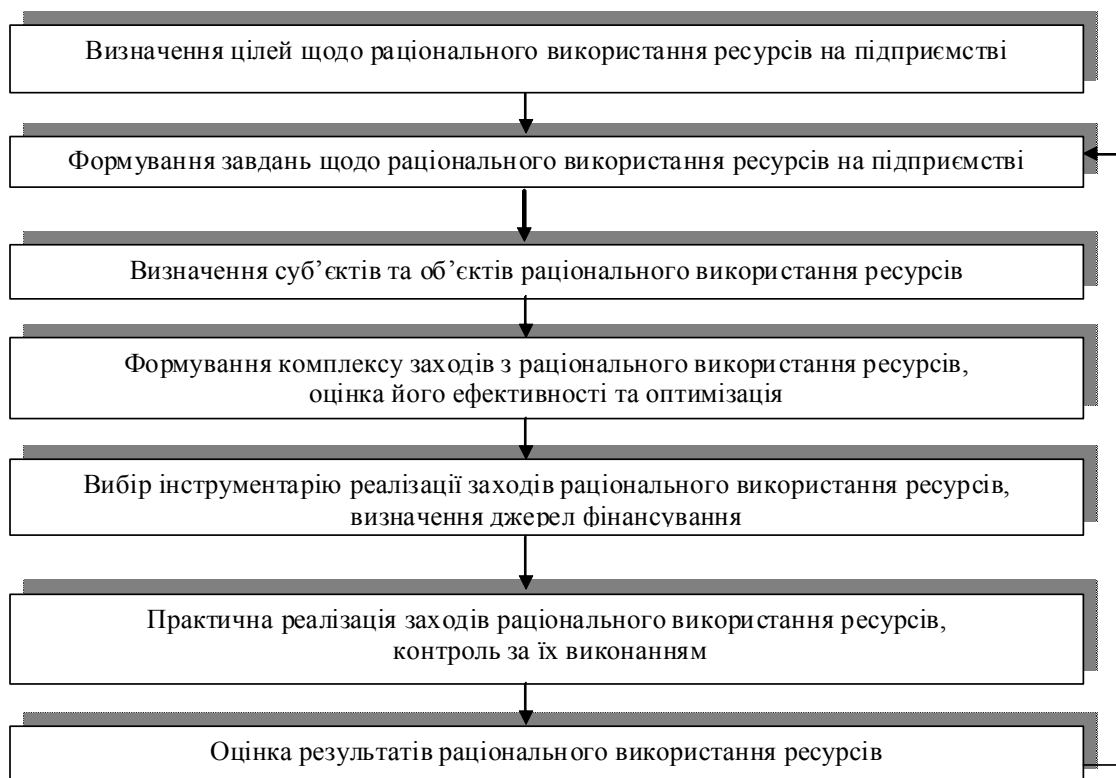 Визначення цілей щодо раціонального використання ресурсів на підприємстві
Формування завдань щодо раціонального використання ресурсів на підприємстві
Визначення суб’єктів та об’єктів раціонального використання ресурсів
Формування комплексу заходів з раціонального використання ресурсів,
оцінка його ефективності та оптимізація
Вибір інструментарію реалізації заходів раціонального використання ресурсів,
визначення джерел фінансування
Практична реалізація заходів раціонального використання ресурсів,
контроль за їх виконанням
Оцінка результатів раціонального використання ресурсів